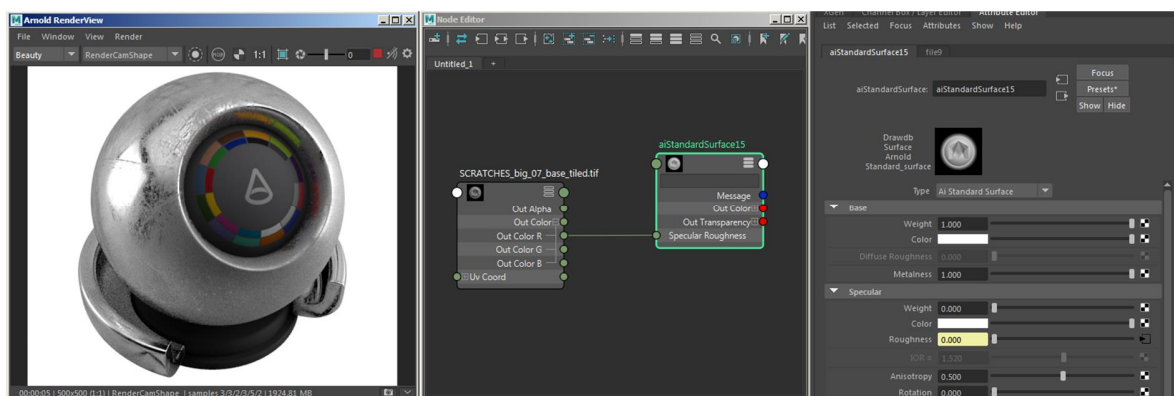 Arnold RenderView
File Window View Render
Beauty RenderCamShape 1:1 0
00:00:05 | 500x500 (1:1) | RenderCamShape | samples 3/3/2/3/5/2 | 1924.81 MB
Node Editor
Untitled_1 +
SCRATCHES_big_07_base_tiled.tif
Out Alpha
Out Color
Out Color R
Out Color G
Out Color B
Uv Coord
aiStandardSurface15
Message
Out Color
Out Transparency
Specular Roughness
XGen Channel Box / Layer Editor Attribute Editor
List Selected Focus Attributes Show Help
aiStandardSurface15 file9
aiStandardSurface: aiStandardSurface15
Focus
Presets*
Show Hide
Drawdb
Surface
Arnold
Standard_surface
Type Ai Standard Surface
Base
Weight 1.000
Color
Diffuse Roughness 0.000
Metalness 1.000
Specular
Weight 0.000
Color
Roughness 0.000
IOR 1.520
Anisotropy 0.500
Rotation 0.000